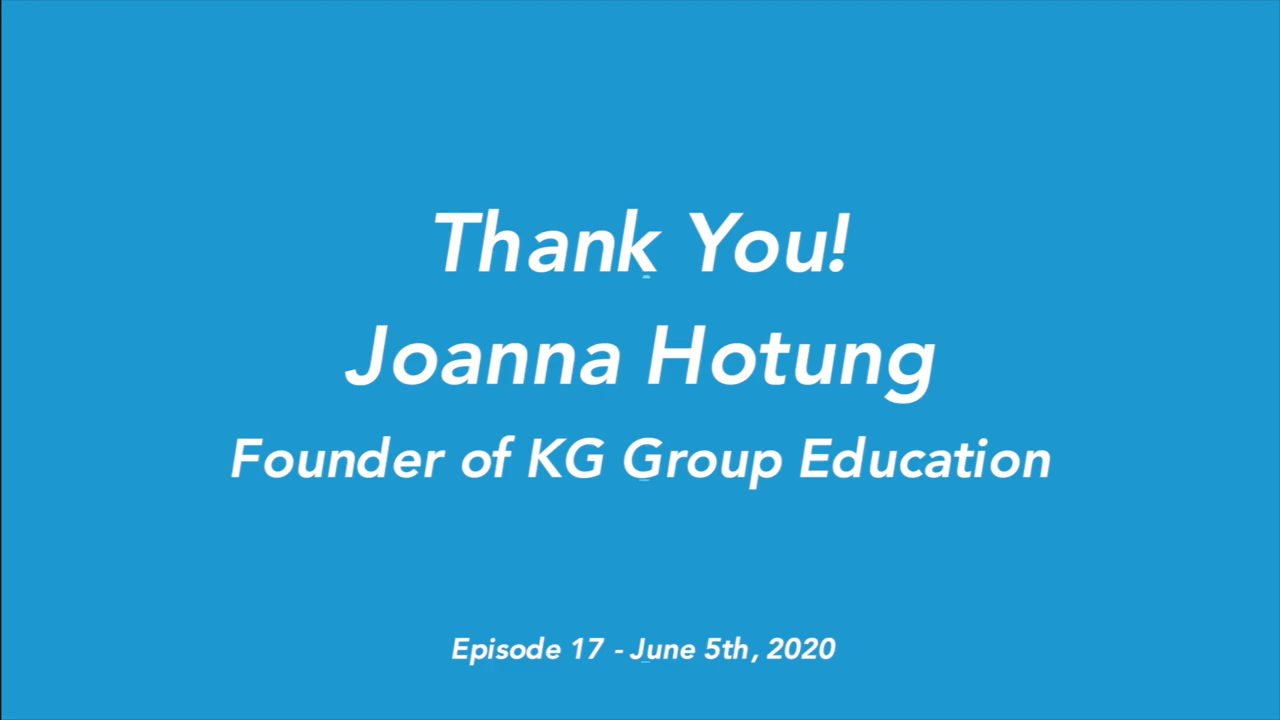 Thank You!
Joanna Hotung
Founder of KG Group Education
Episode 17 - June 5th, 2020